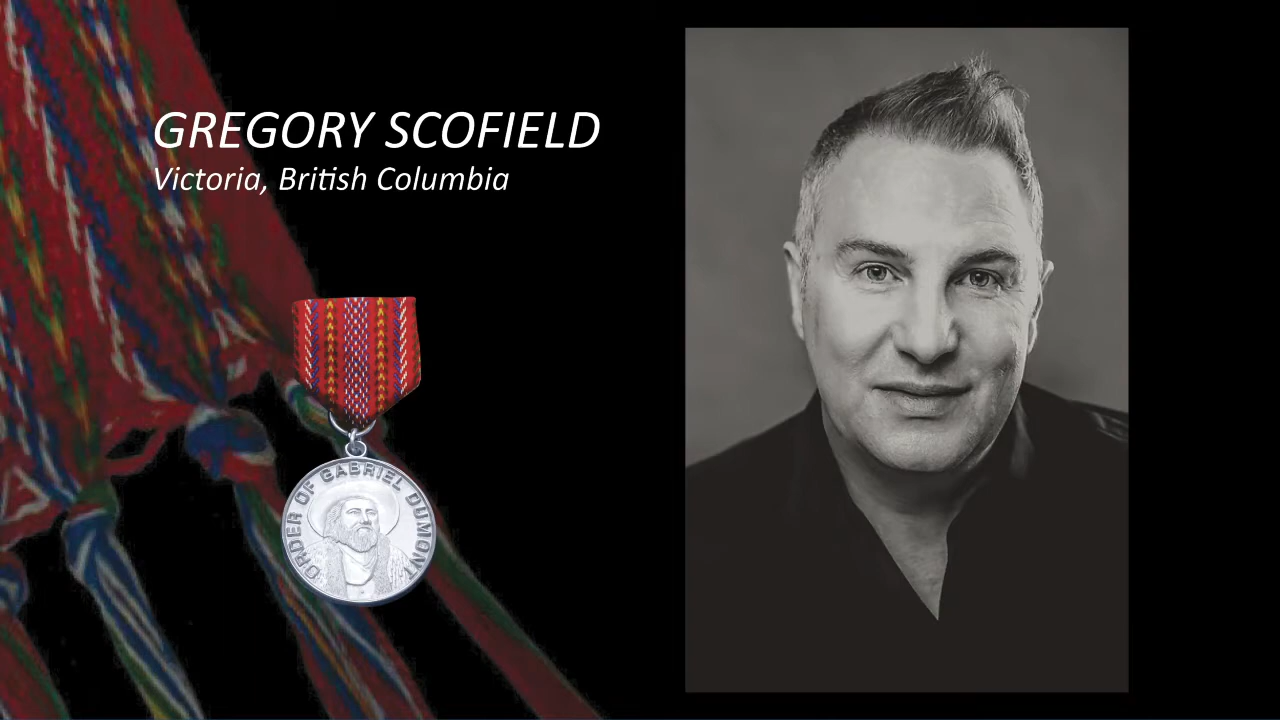 GREGORY SCOFIELD
Victoria, British Columbia
ORDER OF GABRIEL DUMONT